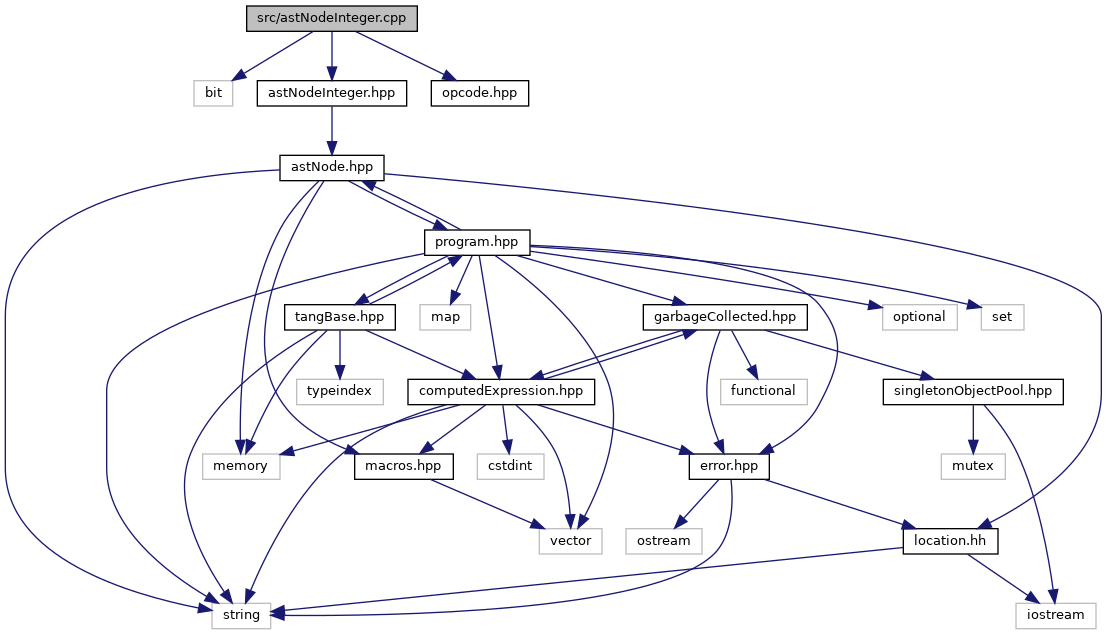 src/astNodeInteger.cpp
bit
astNodeInteger.hpp
opcode.hpp
astNode.hpp
program.hpp
tangBase.hpp
map
garbageCollected.hpp
optional
set
typeindex
computedExpression.hpp
functional
singletonObjectPool.hpp
memory
macros.hpp
cstdint
error.hpp
mutex
vector
ostream
location.hh
string
iostream